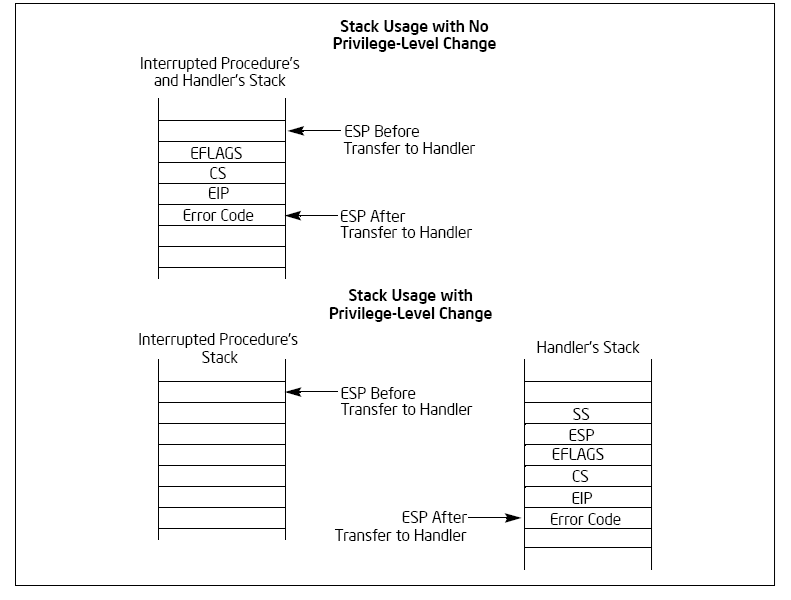 Stack Usage with No
Privilege-Level Change
Interrupted Procedure's
and Handler's Stack
ESP Before
Transfer to Handler
EFLAGS
CS
EIP
Error Code
ESP After
Transfer to Handler
Stack Usage with
Privilege-Level Change
Interrupted Procedure's
Stack
Handler's Stack
ESP Before
Transfer to Handler
SS
ESP
EFLAGS
CS
EIP
ESP After
Transfer to Handler
Error Code